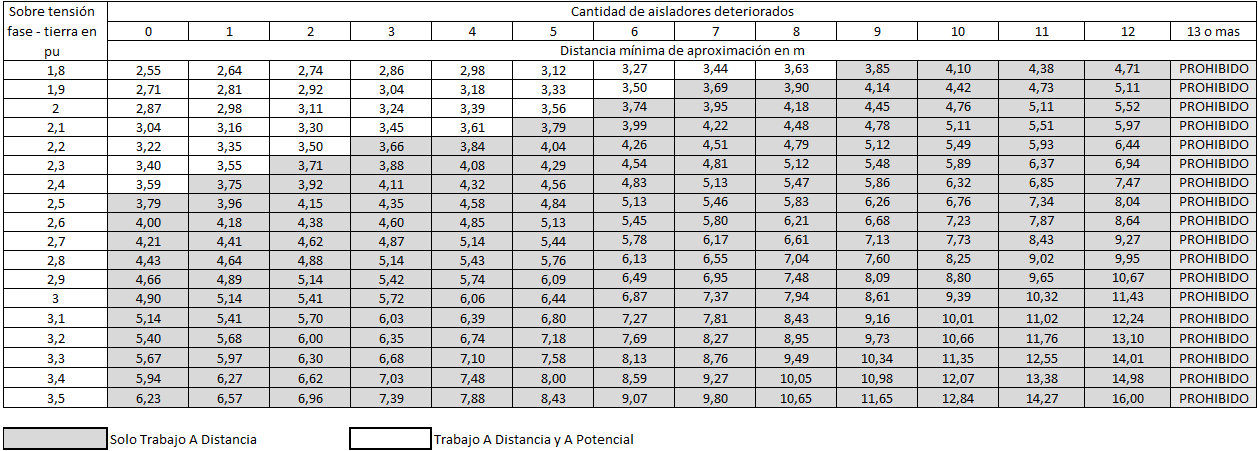 Sobre tensión fase - tierra en pu Cantidad de aisladores deteriorados
0 1 2 3 4 5 6 7 8 9 10 11 12 13 o mas
Distancia mínima de aproximación en m
1,8 2,55 2,64 2,74 2,86 2,98 3,12 3,27 3,44 3,63 3,85 4,10 4,38 4,71 PROHIBIDO
1,9 2,71 2,81 2,92 3,04 3,18 3,33 3,50 3,69 3,90 4,14 4,42 4,73 5,11 PROHIBIDO
2 2,87 2,98 3,11 3,24 3,39 3,56 3,74 3,95 4,18 4,45 4,76 5,11 5,52 PROHIBIDO
2,1 3,04 3,16 3,30 3,45 3,61 3,79 3,99 4,22 4,48 4,78 5,11 5,51 5,97 PROHIBIDO
2,2 3,22 3,35 3,50 3,66 3,84 4,04 4,26 4,51 4,79 5,12 5,49 5,93 6,44 PROHIBIDO
2,3 3,40 3,55 3,71 3,88 4,08 4,29 4,54 4,81 5,12 5,48 5,89 6,37 6,94 PROHIBIDO
2,4 3,59 3,75 3,92 4,11 4,32 4,56 4,83 5,13 5,47 5,86 6,32 6,85 7,47 PROHIBIDO
2,5 3,79 3,96 4,15 4,35 4,58 4,84 5,13 5,46 5,83 6,26 6,76 7,34 8,04 PROHIBIDO
2,6 4,00 4,18 4,38 4,60 4,85 5,13 5,45 5,80 6,21 6,68 7,23 7,87 8,64 PROHIBIDO
2,7 4,21 4,41 4,62 4,87 5,14 5,44 5,78 6,17 6,61 7,13 7,73 8,43 9,27 PROHIBIDO
2,8 4,43 4,64 4,88 5,14 5,43 5,76 6,13 6,55 7,04 7,60 8,25 9,02 9,95 PROHIBIDO
2,9 4,66 4,89 5,14 5,42 5,74 6,09 6,49 6,95 7,48 8,09 8,80 9,65 10,67 PROHIBIDO
3 4,90 5,14 5,41 5,72 6,06 6,44 6,87 7,37 7,94 8,61 9,39 10,32 11,43 PROHIBIDO
3,1 5,14 5,41 5,70 6,03 6,39 6,80 7,27 7,81 8,43 9,16 10,01 11,02 12,24 PROHIBIDO
3,2 5,40 5,68 6,00 6,35 6,74 7,18 7,69 8,27 8,95 9,73 10,66 11,76 13,10 PROHIBIDO
3,3 5,67 5,97 6,30 6,68 7,10 7,58 8,13 8,76 9,49 10,34 11,35 12,55 14,01 PROHIBIDO
3,4 5,94 6,27 6,62 7,03 7,48 8,00 8,59 9,27 10,05 10,98 12,07 13,38 14,98 PROHIBIDO
3,5 6,23 6,57 6,96 7,39 7,88 8,43 9,07 9,80 10,65 11,65 12,84 14,27 16,00 PROHIBIDO
Solo Trabajo A Distancia Trabajo A Distancia y A Potencial